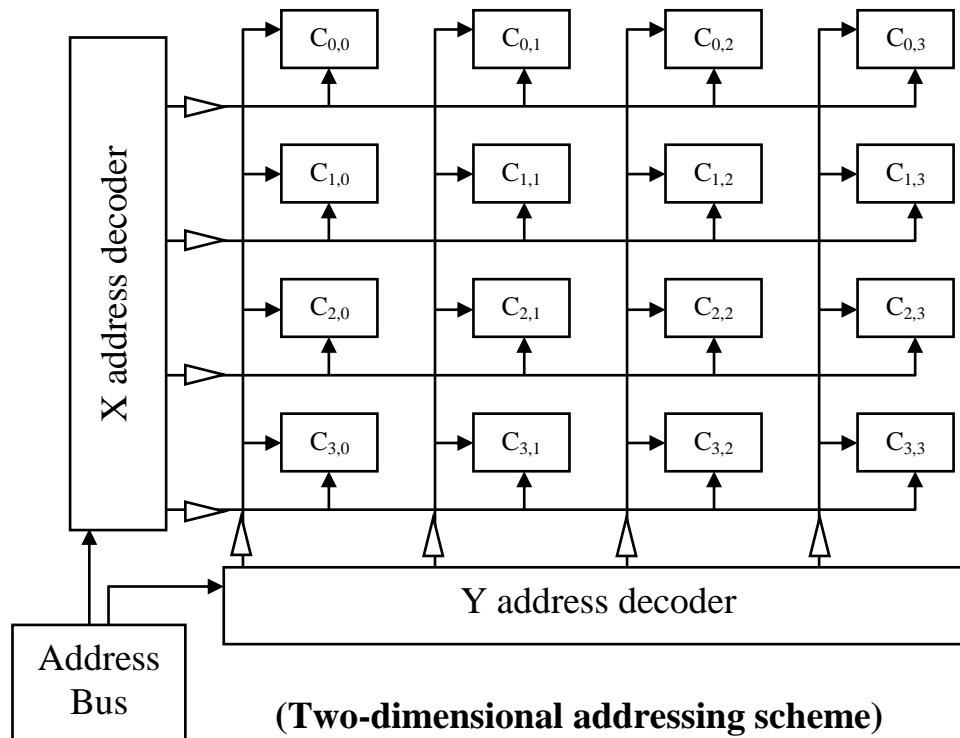 C0,0 C0,1 C0,2 C0,3
C1,0 C1,1 C1,2 C1,3
X address decoder
C2,0 C2,1 C2,2 C2,3
C3,0 C3,1 C3,2 C3,3
Y address decoder
Address
Bus
(Two-dimensional addressing scheme)